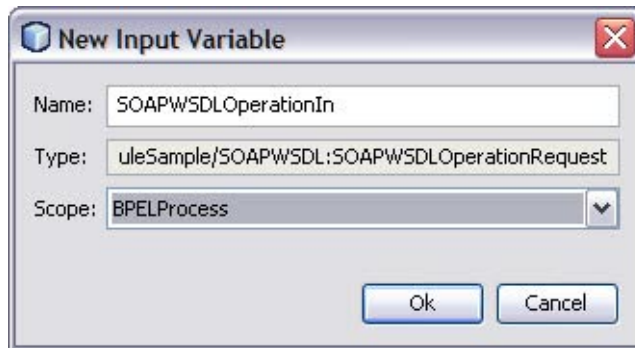 New Input Variable
Name: SOAPWSDLOperationIn
Type: uleSample/SOAPWSDL:SOAPWSDLOperationRequest
Scope: BPELProcess
Ok Cancel